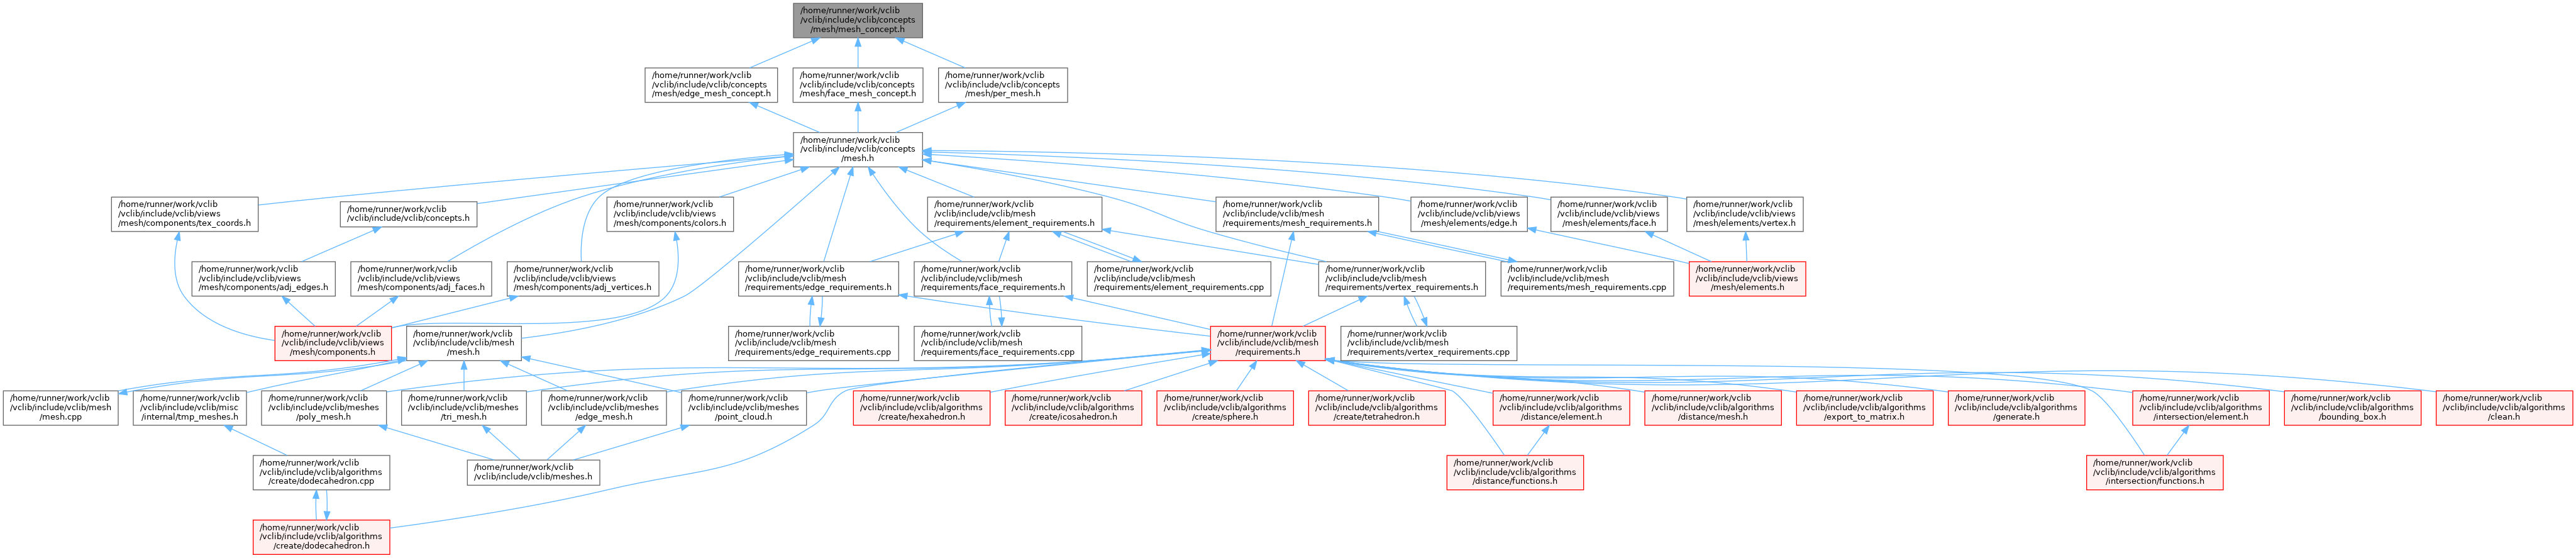 /home/runner/work/vclib
/vclib/include/vclib/concepts
/mesh/mesh_concept.h
/home/runner/work/vclib
/vclib/include/vclib/concepts
/mesh/edge_mesh_concept.h
/home/runner/work/vclib
/vclib/include/vclib/concepts
/mesh/face_mesh_concept.h
/home/runner/work/vclib
/vclib/include/vclib/concepts
/mesh/per_mesh.h
/home/runner/work/vclib
/vclib/include/vclib/concepts
/mesh.h
/home/runner/work/vclib
/vclib/include/vclib/views
/mesh/components/tex_coords.h
/home/runner/work/vclib
/vclib/include/vclib/concepts.h
/home/runner/work/vclib
/vclib/include/vclib/views
/mesh/components/colors.h
/home/runner/work/vclib
/vclib/include/vclib/mesh
/requirements/element_requirements.h
/home/runner/work/vclib
/vclib/include/vclib/mesh
/requirements/mesh_requirements.h
/home/runner/work/vclib
/vclib/include/vclib/views
/mesh/elements/edge.h
/home/runner/work/vclib
/vclib/include/vclib/views
/mesh/elements/face.h
/home/runner/work/vclib
/vclib/include/vclib/views
/mesh/elements/vertex.h
/home/runner/work/vclib
/vclib/include/vclib/views
/mesh/components/adj_edges.h
/home/runner/work/vclib
/vclib/include/vclib/views
/mesh/components/adj_faces.h
/home/runner/work/vclib
/vclib/include/vclib/views
/mesh/components/adj_vertices.h
/home/runner/work/vclib
/vclib/include/vclib/mesh
/requirements/edge_requirements.h
/home/runner/work/vclib
/vclib/include/vclib/mesh
/requirements/face_requirements.h
/home/runner/work/vclib
/vclib/include/vclib/mesh
/requirements/element_requirements.cpp
/home/runner/work/vclib
/vclib/include/vclib/mesh
/requirements/vertex_requirements.h
/home/runner/work/vclib
/vclib/include/vclib/mesh
/requirements/mesh_requirements.cpp
/home/runner/work/vclib
/vclib/include/vclib/views
/mesh/elements.h
/home/runner/work/vclib
/vclib/include/vclib/views
/mesh/components.h
/home/runner/work/vclib
/vclib/include/vclib/mesh
/mesh.h
/home/runner/work/vclib
/vclib/include/vclib/mesh
/requirements/edge_requirements.cpp
/home/runner/work/vclib
/vclib/include/vclib/mesh
/requirements/face_requirements.cpp
/home/runner/work/vclib
/vclib/include/vclib/mesh
/requirements.h
/home/runner/work/vclib
/vclib/include/vclib/mesh
/requirements/vertex_requirements.cpp
/home/runner/work/vclib
/vclib/include/vclib/mesh
/mesh.cpp
/home/runner/work/vclib
/vclib/include/vclib/misc
/internal/tmp_meshes.h
/home/runner/work/vclib
/vclib/include/vclib/meshes
/poly_mesh.h
/home/runner/work/vclib
/vclib/include/vclib/meshes
/tri_mesh.h
/home/runner/work/vclib
/vclib/include/vclib/meshes
/edge_mesh.h
/home/runner/work/vclib
/vclib/include/vclib/meshes
/point_cloud.h
/home/runner/work/vclib
/vclib/include/vclib/algorithms
/create/hexahedron.h
/home/runner/work/vclib
/vclib/include/vclib/algorithms
/create/icosahedron.h
/home/runner/work/vclib
/vclib/include/vclib/algorithms
/create/sphere.h
/home/runner/work/vclib
/vclib/include/vclib/algorithms
/create/tetrahedron.h
/home/runner/work/vclib
/vclib/include/vclib/algorithms
/distance/element.h
/home/runner/work/vclib
/vclib/include/vclib/algorithms
/distance/mesh.h
/home/runner/work/vclib
/vclib/include/vclib/algorithms
/export_to_matrix.h
/home/runner/work/vclib
/vclib/include/vclib/algorithms
/generate.h
/home/runner/work/vclib
/vclib/include/vclib/algorithms
/intersection/element.h
/home/runner/work/vclib
/vclib/include/vclib/algorithms
/bounding_box.h
/home/runner/work/vclib
/vclib/include/vclib/algorithms
/clean.h
/home/runner/work/vclib
/vclib/include/vclib/algorithms
/create/dodecahedron.cpp
/home/runner/work/vclib
/vclib/include/vclib/meshes.h
/home/runner/work/vclib
/vclib/include/vclib/algorithms
/distance/functions.h
/home/runner/work/vclib
/vclib/include/vclib/algorithms
/intersection/functions.h
/home/runner/work/vclib
/vclib/include/vclib/algorithms
/create/dodecahedron.h